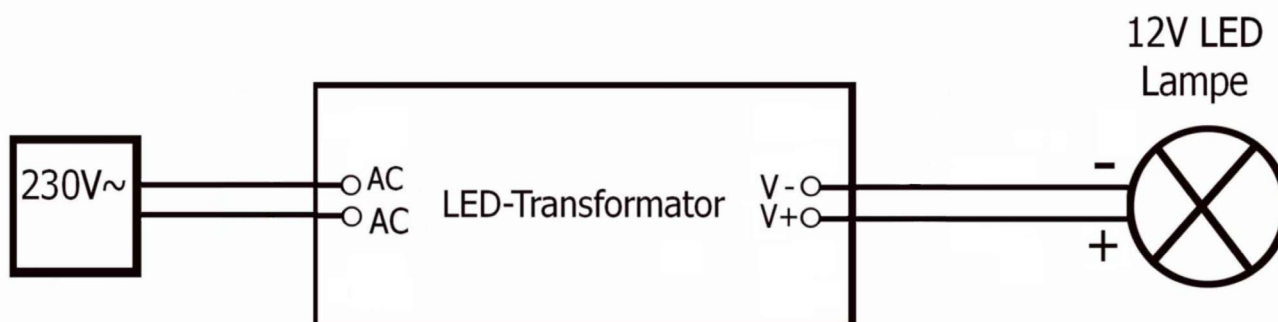 12V LED
Lampe
230V~
AC
AC
LED-Transformator
V -
V+
-
+